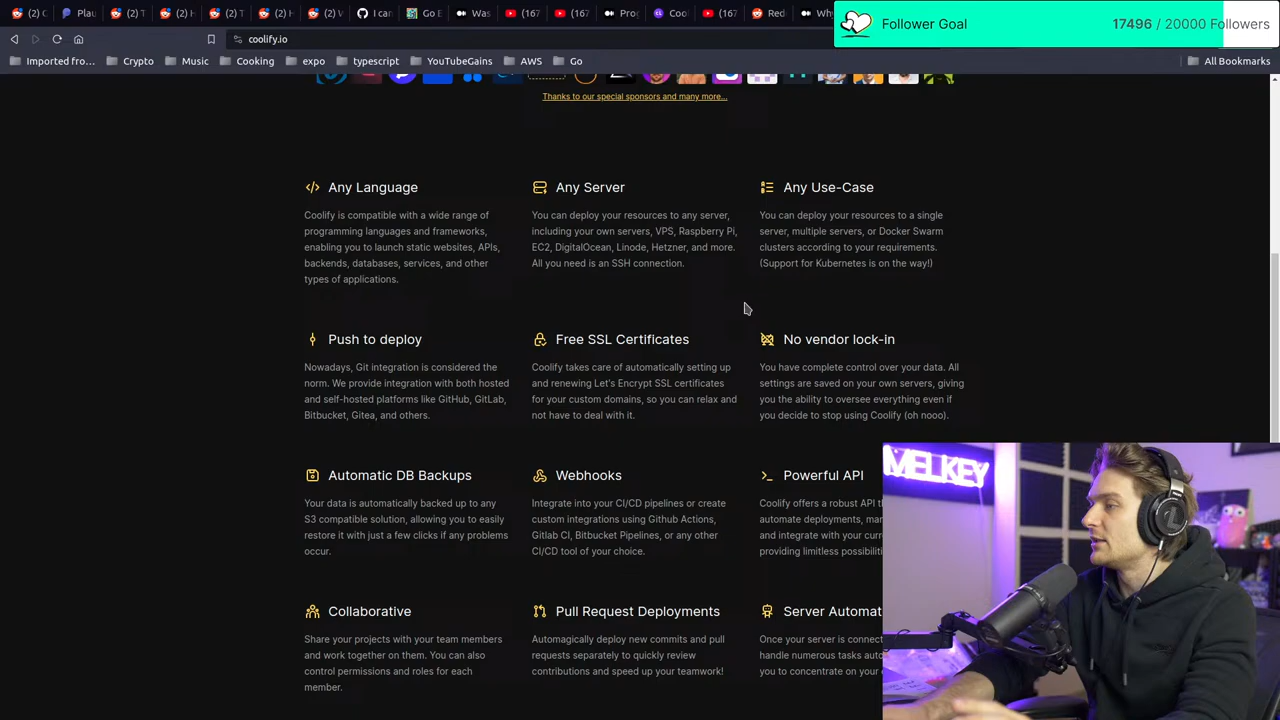 (2) C
Plau
(2) T
(2) H
(2) T
(2) H
(2) V
I can
Go E
Was
(167
(167
Prog
Cool
Redi
Why
coolify.io
Follower Goal
17496 / 20000 Followers
Imported fro...
Crypto
Music
Cooking
expo
typescript
YouTubeGains
AWS
Go
All Bookmarks
Thanks to our special sponsors and many more...
Any Language
Coolify is compatible with a wide range of
programming languages and frameworks,
enabling you to launch static websites, APIs,
backends, databases, services, and other
types of applications.
Any Server
You can deploy your resources to any server,
including your own servers, VPS, Raspberry Pi,
EC2, DigitalOcean, Linode, Hetzner, and more.
All you need is an SSH connection.
Any Use-Case
You can deploy your resources to a single
server, multiple servers, or Docker Swarm
clusters according to your requirements.
(Support for Kubernetes is on the way!)
Push to deploy
Nowadays, Git integration is considered the
norm. We provide integration with both hosted
and self-hosted platforms like GitHub, GitLab,
Bitbucket, Gitea, and others.
Free SSL Certificates
Coolify takes care of automatically setting up
and renewing Let's Encrypt SSL certificates
for your custom domains, so you can relax and
not have to deal with it.
No vendor lock-in
You have complete control over your data. All
settings are saved on your own servers, giving
you the ability to oversee everything even if
you decide to stop using Coolify (oh nooo).
Automatic DB Backups
Your data is automatically backed up to any
S3 compatible solution, allowing you to easily
restore it with just a few clicks if any problems
occur.
Webhooks
Integrate into your CI/CD pipelines or create
custom integrations using Github Actions,
Gitlab CI, Bitbucket Pipelines, or any other
CI/CD tool of your choice.
Powerful API
Coolify offers a robust API
automate deployments,
and integrate with your
providing limitless
Collaborative
Share your projects with your team members
and work together on them. You can also
control permissions and roles for each
member.
Pull Request Deployments
Automagically deploy new commits and pull
requests separately to quickly review
contributions and speed up your teamwork!
Server Automat
Once your server is
handle numerous tasks
you to concentrate on your
MELKEY